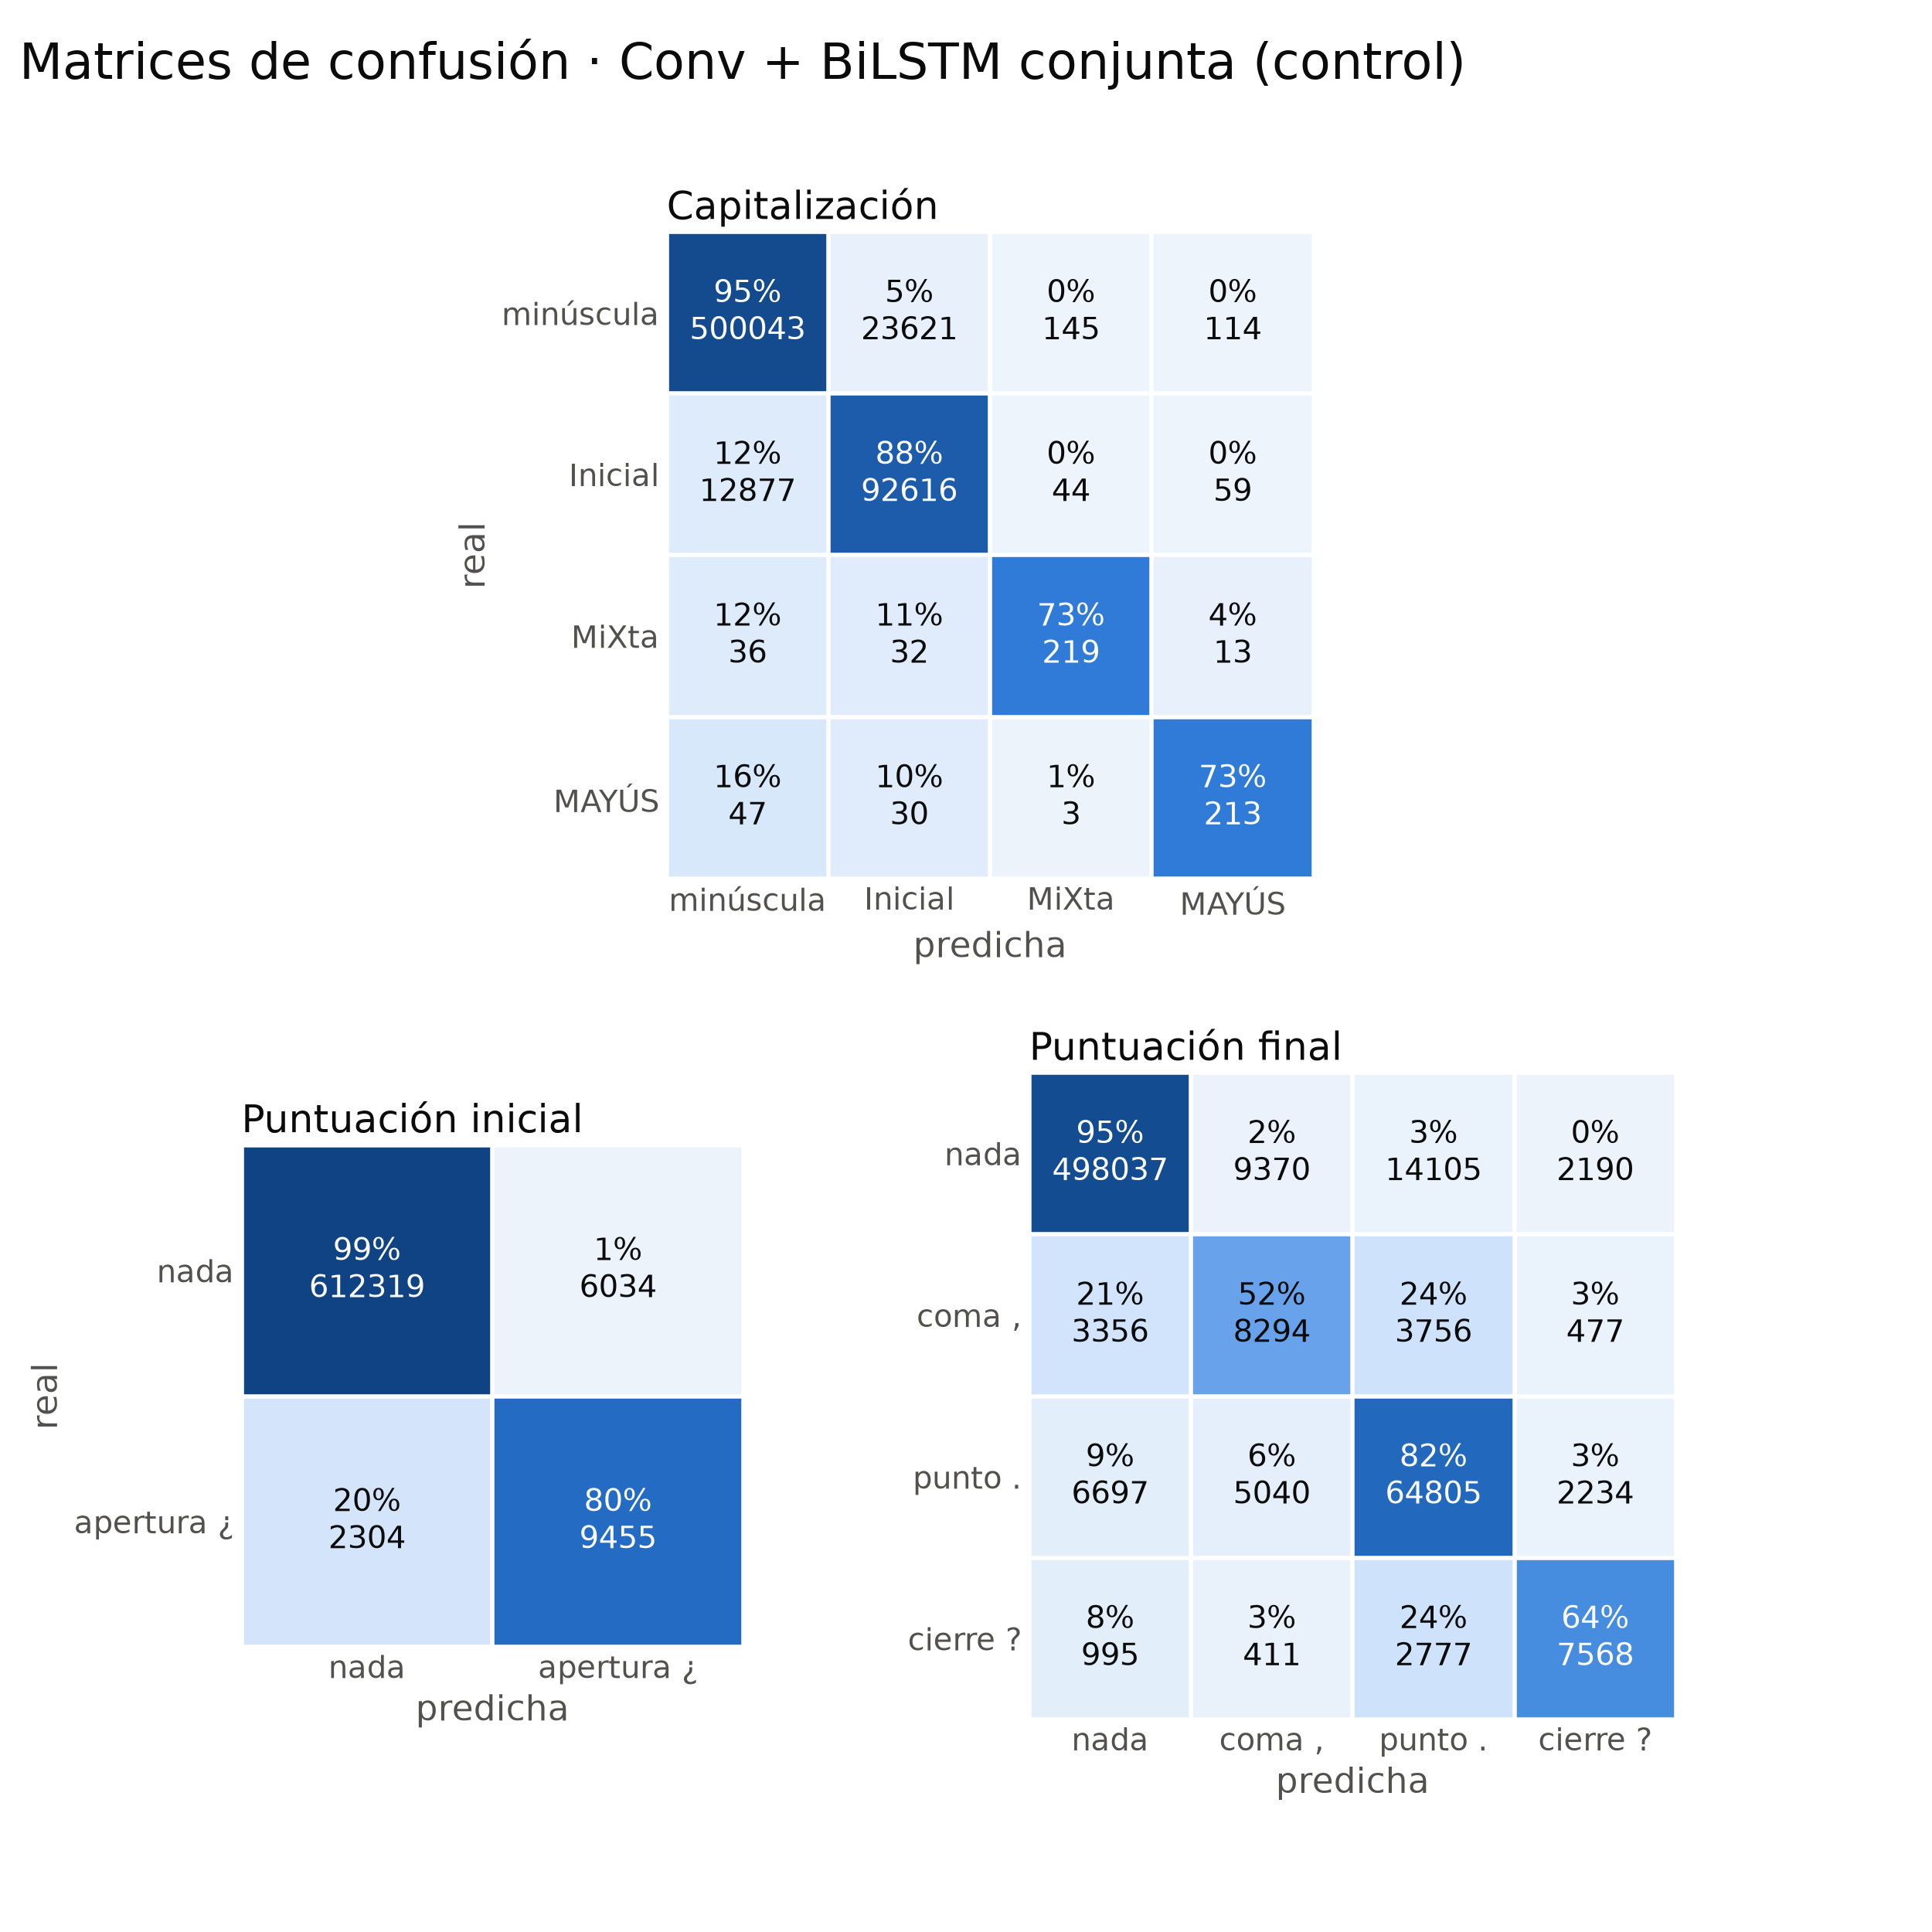 Matrices de confusión · Conv + BiLSTM conjunta (control)
Capitalización
minúscula
95% 5% 0% 0%
500043 23621 145 114
Inicial
12% 88% 0% 0%
12877 92616 44 59
real
MiXta
12% 11% 73% 4%
36 32 219 13
MAYÚS
16% 10% 1% 73%
47 30 3 213
minúscula Inicial MiXta MAYÚS
predicha
Puntuación inicial
nada
99% 1%
612319 6034
real
apertura ¿
20% 80%
2304 9455
nada apertura ¿
predicha
Puntuación final
nada
95% 2% 3% 0%
498037 9370 14105 2190
coma ,
21% 52% 24% 3%
3356 8294 3756 477
punto .
9% 6% 82% 3%
6697 5040 64805 2234
cierre ?
8% 3% 24% 64%
995 411 2777 7568
nada coma , punto . cierre ?
predicha